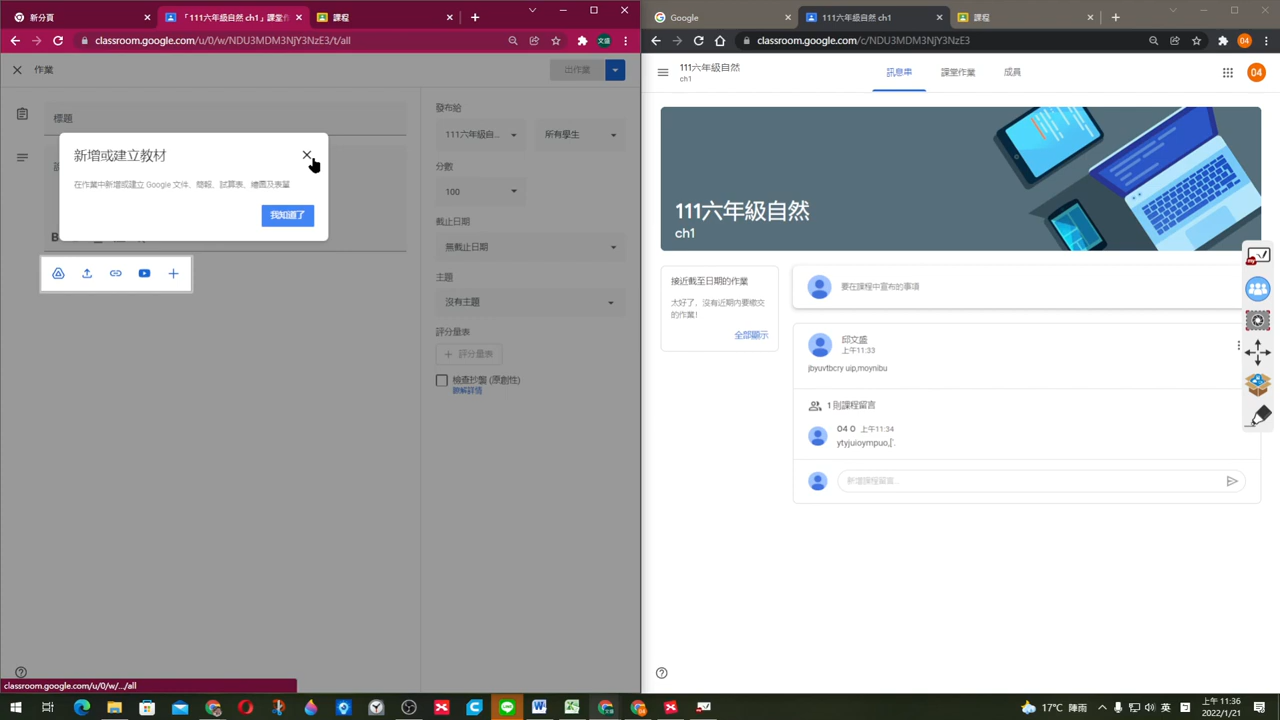 新分頁
「111六年級自然 ch1」課堂作
課程
classroom.google.com/u/0/w/NDU3MDM3NjY3NzE3/t/all
文盛
作業
出作業
標題
新增或建立教材
在作業中新增或建立 Google 文件、簡報、試算表、繪圖及表單
我知道了
B
發布給
111六年級自...
所有學生
分數
100
截止日期
無截止日期
主題
沒有主題
評分量表
評分量表
檢查抄襲 (原創性)
瞭解詳情
classroom.google.com/u/0/w/.../all
Google
111六年級自然 ch1
課程
classroom.google.com/c/NDU3MDM3NjY3NzE3
04
111六年級自然
ch1
訊息串
課堂作業
成員
04
111六年級自然
ch1
接近截至日期的作業
太好了，沒有近期內要繳交
的作業！
全部顯示
要在課程中宣布的事項
邱文盛
上午11:33
jbyuvtbcry uip,moynibu
1 則課程留言
04 0 上午11:34
ytyjuioympuo,['.
新增課程留言...
17°C 陣雨
英
上午 11:36
2022/1/21